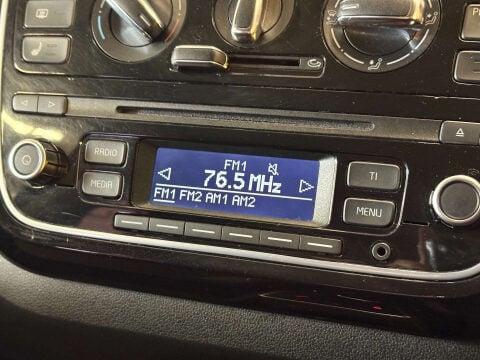 RADIO
MEDIA
FM1
76.5 MHz
FM1 FM2 AM1 AM2
TI
MENU